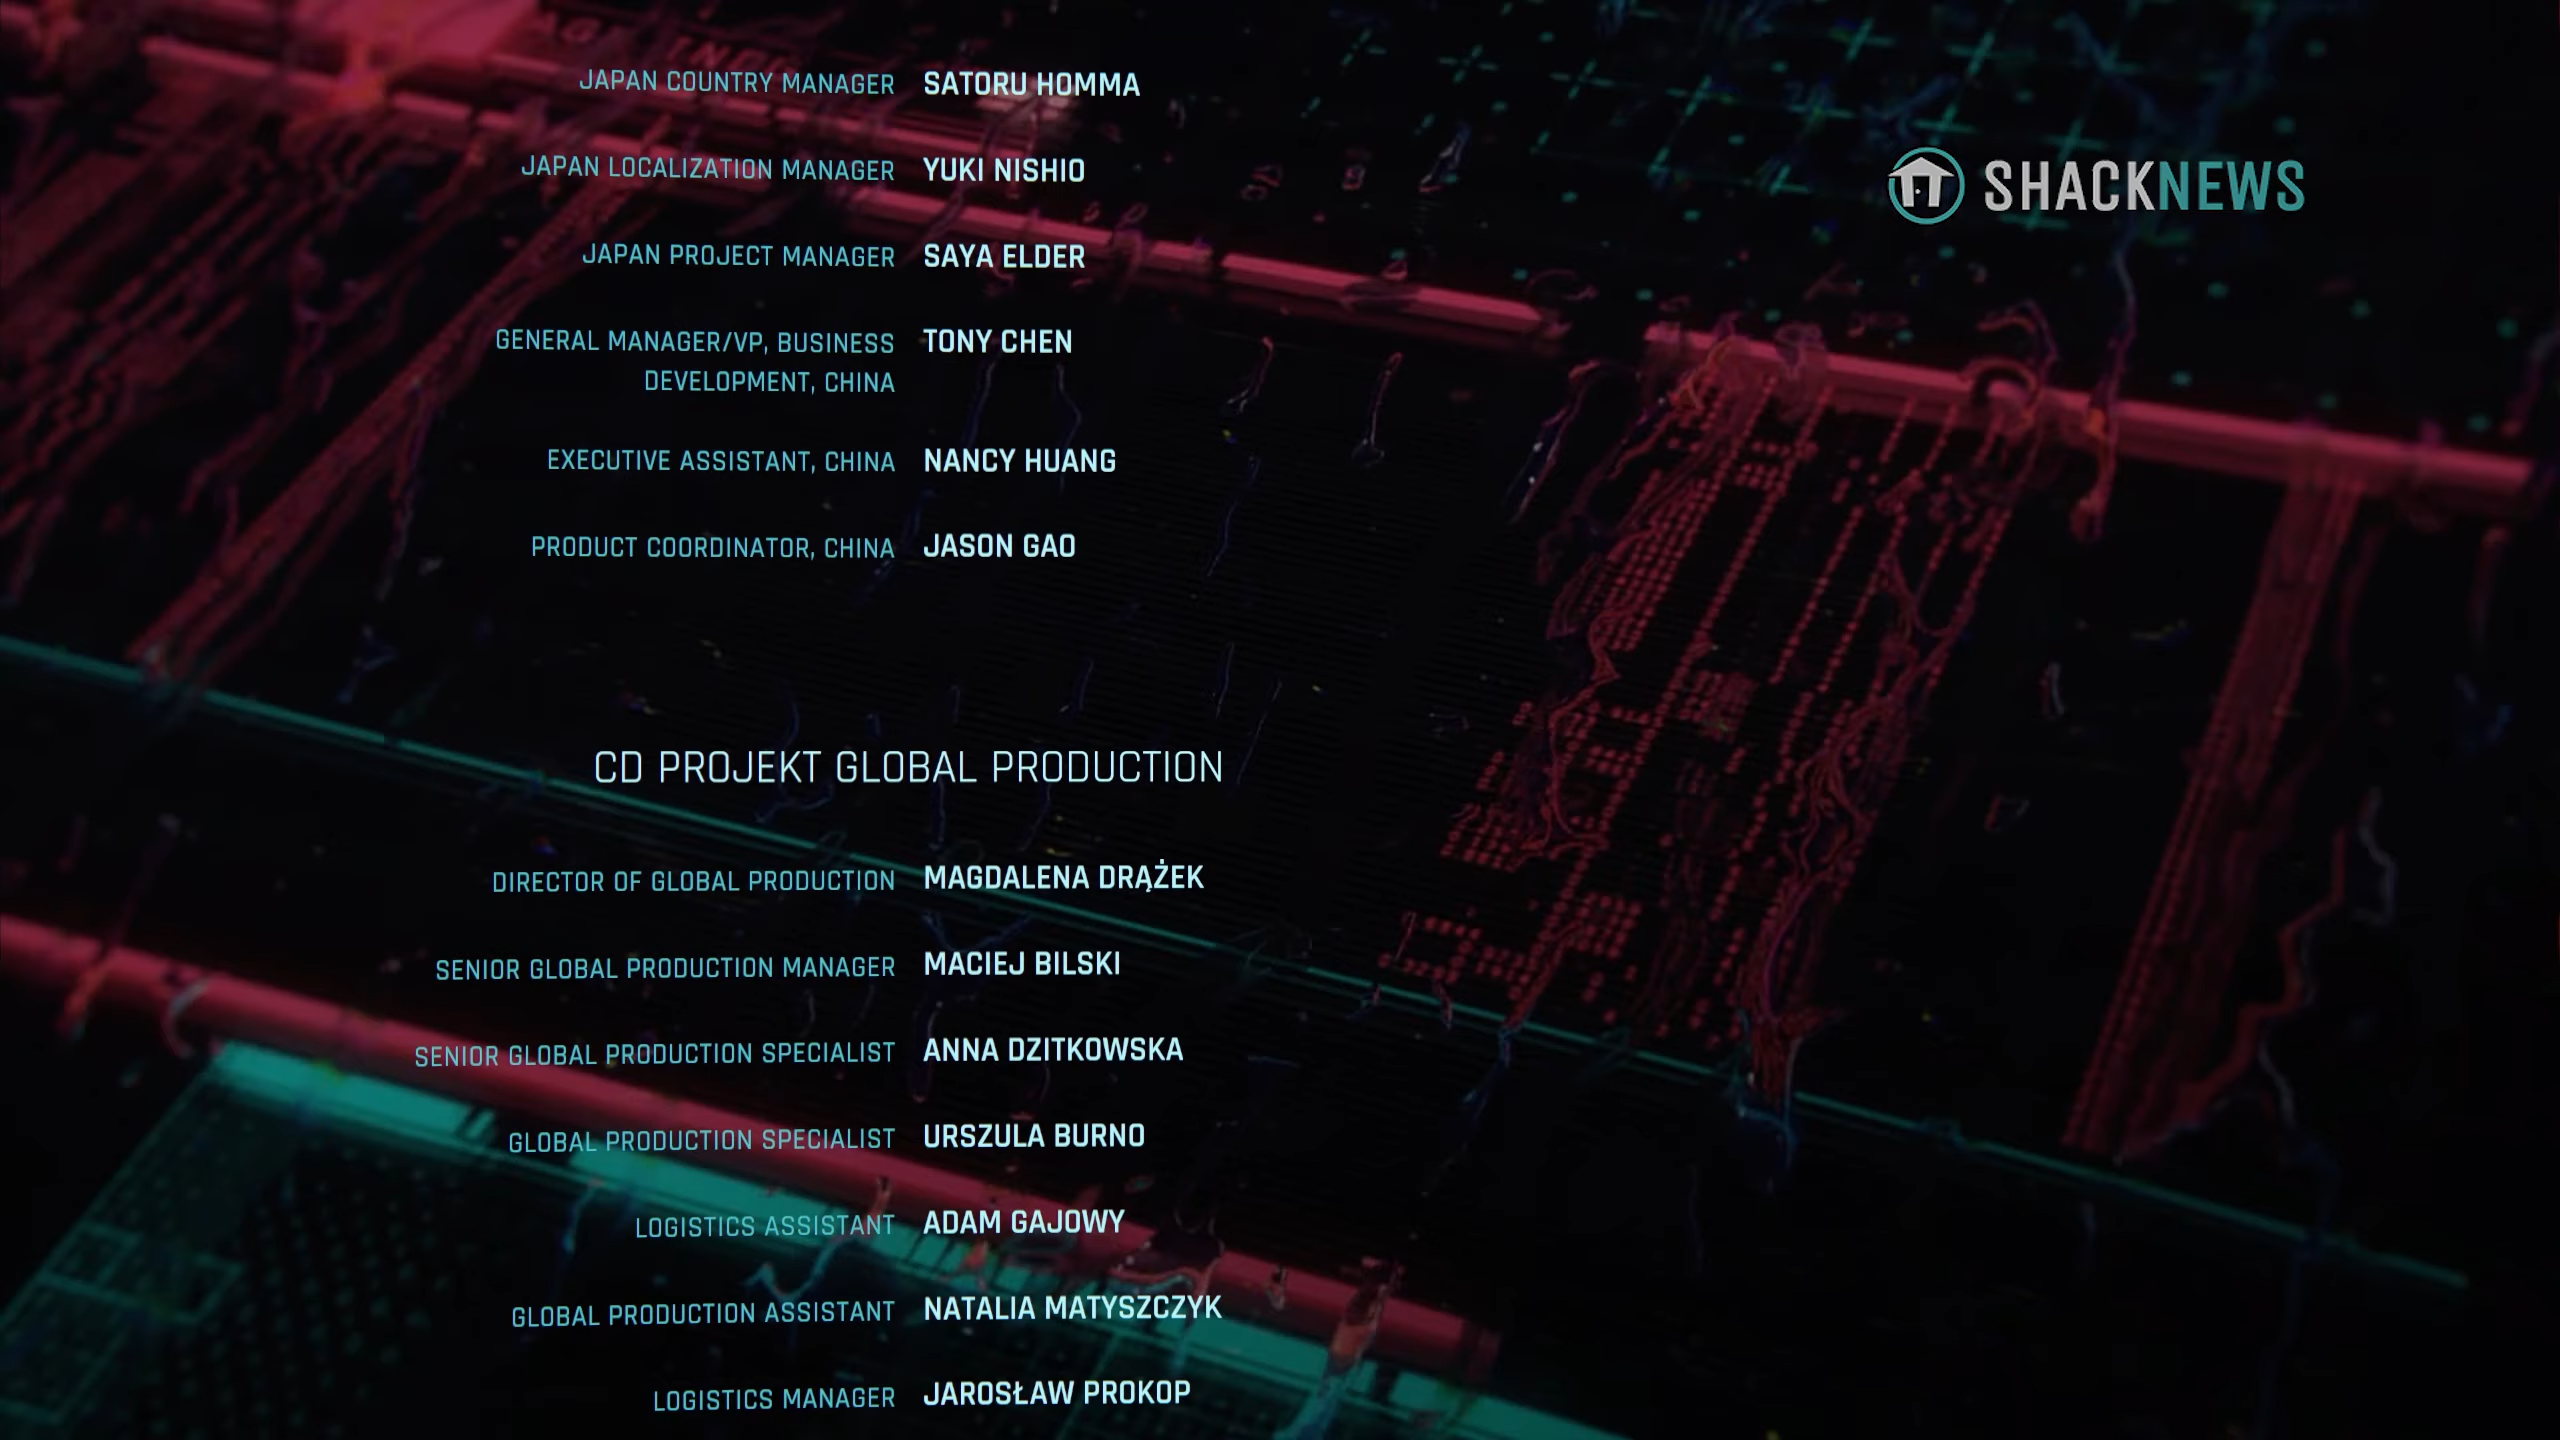 JAPAN COUNTRY MANAGER SATORU HOMMA
SHACKNEWS
JAPAN LOCALIZATION MANAGER YUKI NISHIO
JAPAN PROJECT MANAGER SAYA ELDER
GENERAL MANAGER/VP, BUSINESS TONY CHEN
DEVELOPMENT, CHINA
EXECUTIVE ASSISTANT, CHINA NANCY HUANG
PRODUCT COORDINATOR, CHINA JASON GAO
CD PROJEKT GLOBAL PRODUCTION
DIRECTOR OF GLOBAL PRODUCTION MAGDALENA DRĄŻEK
SENIOR GLOBAL PRODUCTION MANAGER MACIEJ BILSKI
SENIOR GLOBAL PRODUCTION SPECIALIST ANNA DZITKOWSKA
GLOBAL PRODUCTION SPECIALIST URSZULA BURNO
LOGISTICS ASSISTANT ADAM GAJOWY
GLOBAL PRODUCTION ASSISTANT NATALIA MATYSZCZYK
LOGISTICS MANAGER JAROSŁAW PROKOP